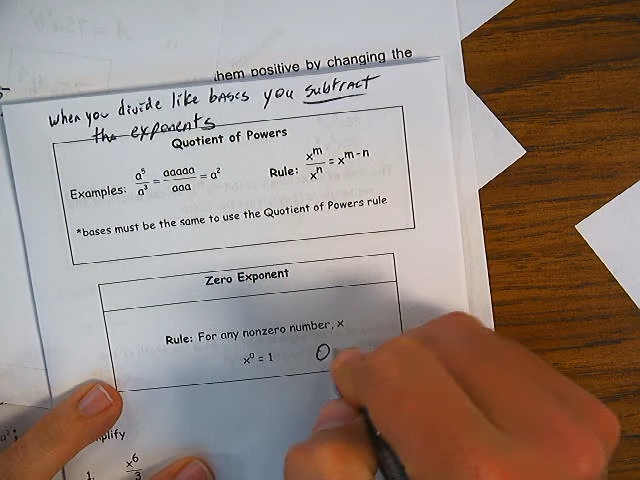 them positive by changing the
when you divide like bases you subtract
the exponents
Quotient of Powers
Examples: a⁵/a³ = aaaaa/aaa = a²
Rule: xᵐ/xⁿ = xᵐ⁻ⁿ
*bases must be the same to use the Quotient of Powers rule
Zero Exponent
Rule: For any nonzero number, x
x⁰ = 1
0
plify
1. x⁶/3